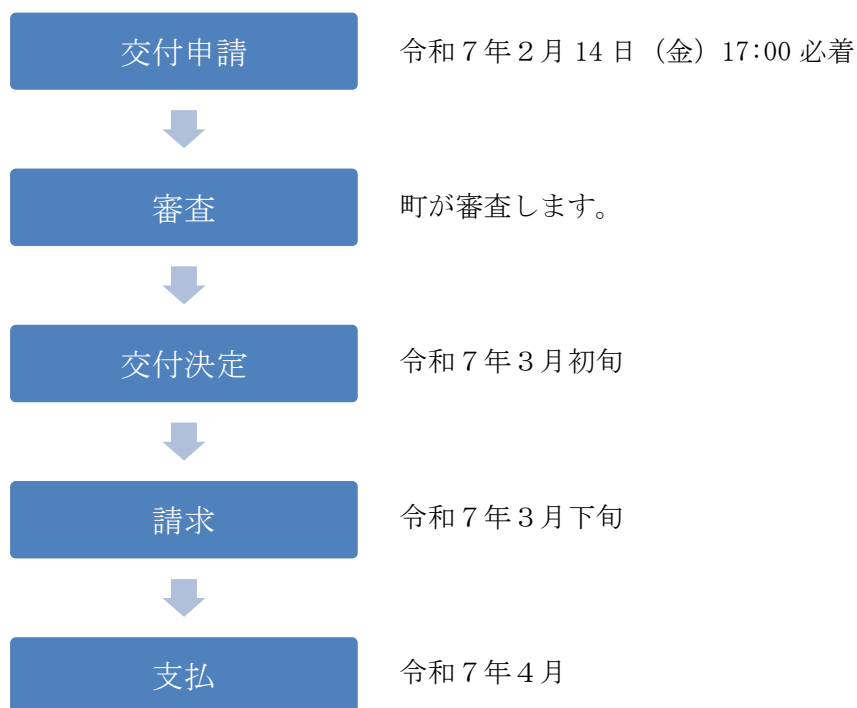 交付申請 令和７年２月 14 日（金）17:00 必着
審査 町が審査します。
交付決定 令和７年３月初旬
請求 令和７年３月下旬
支払 令和７年４月